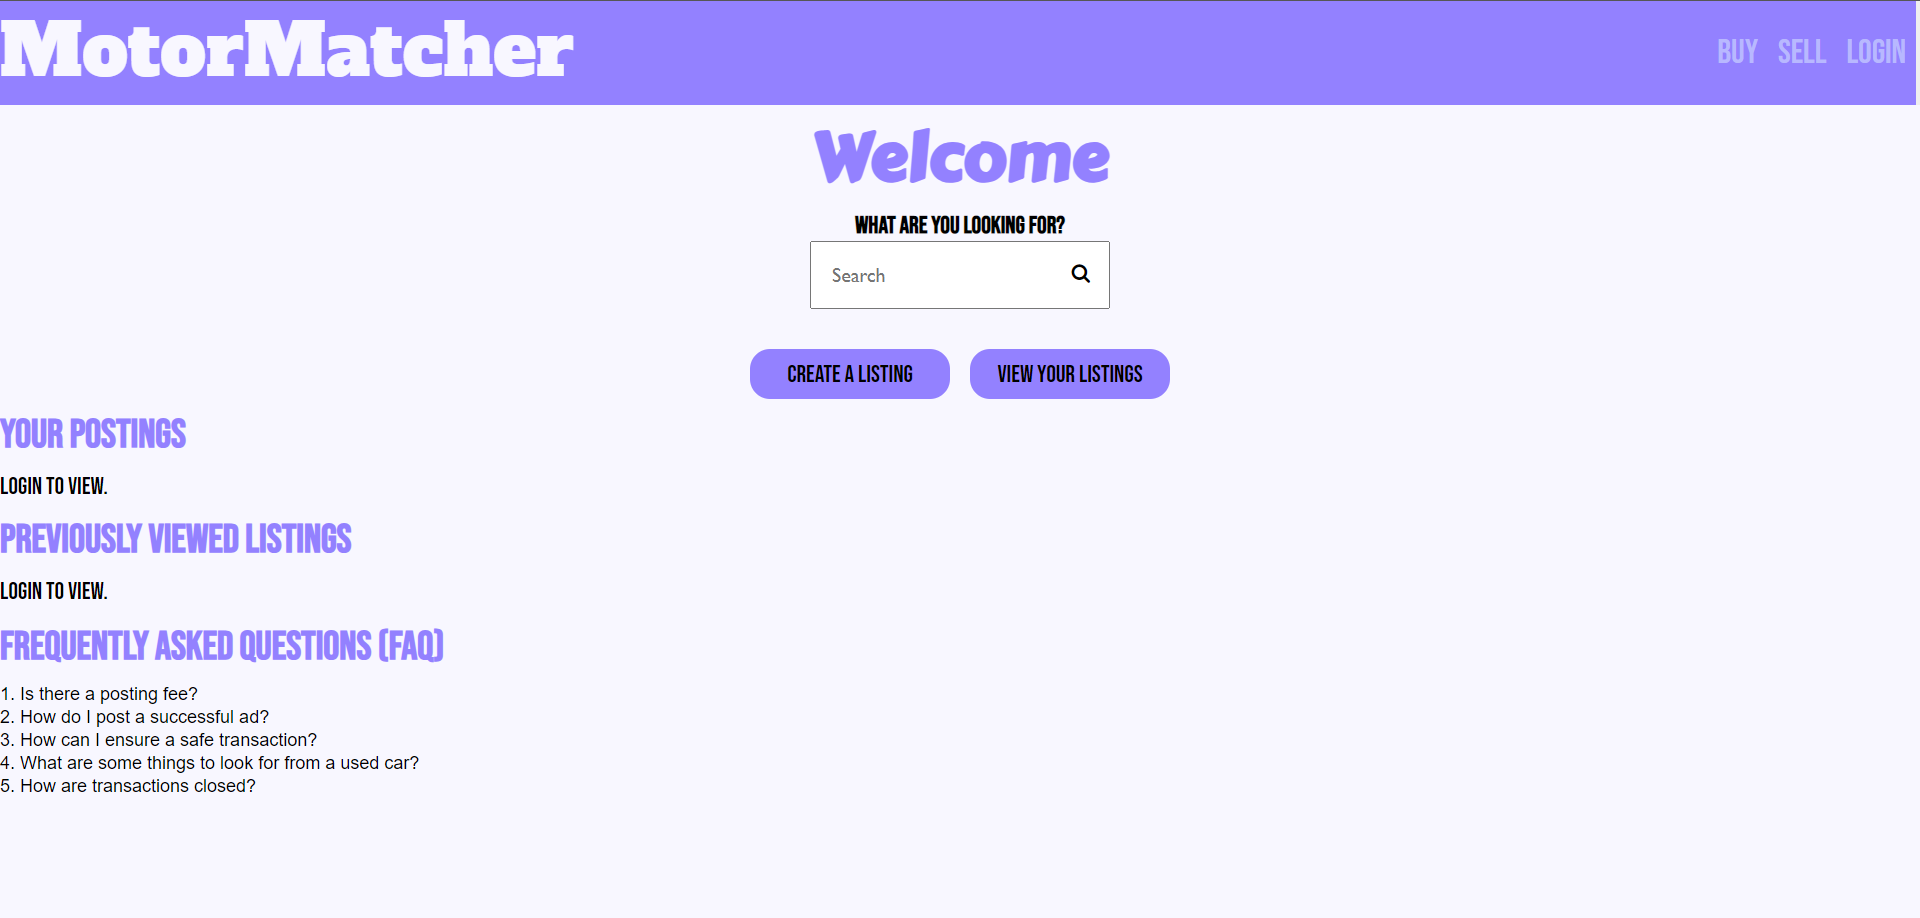 MotorMatcher
BUY SELL LOGIN
Welcome
WHAT ARE YOU LOOKING FOR?
Search
CREATE A LISTING
VIEW YOUR LISTINGS
YOUR POSTINGS
LOGIN TO VIEW.
PREVIOUSLY VIEWED LISTINGS
LOGIN TO VIEW.
FREQUENTLY ASKED QUESTIONS (FAQ)
1. Is there a posting fee?
2. How do I post a successful ad?
3. How can I ensure a safe transaction?
4. What are some things to look for from a used car?
5. How are transactions closed?